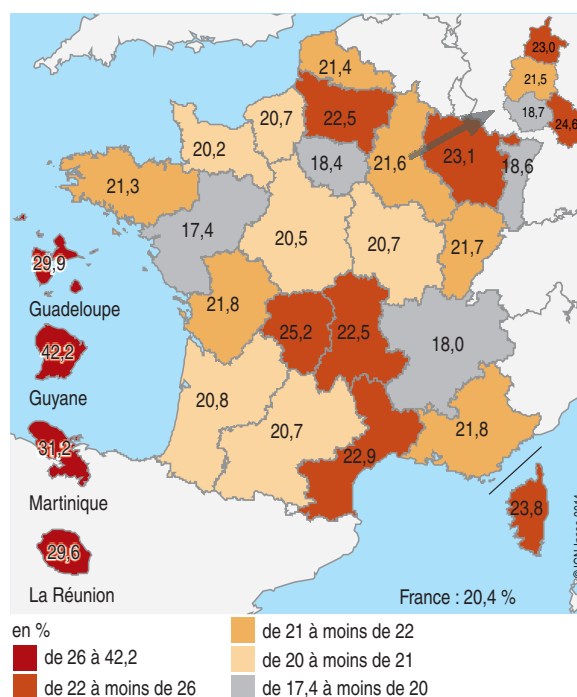 23,0
21,4
21,5
20,7
22,5
18,7
24,6
20,2
18,4
21,6
23,1
18,6
21,3
17,4
20,5
20,7
21,7
29,9
Guadeloupe
21,8
25,2
22,5
18,0
42,2
Guyane
20,8
20,7
21,8
31,2
22,9
Martinique
23,8
29,6
La Réunion
France : 20,4 %
en %
de 26 à 42,2
de 22 à moins de 26
de 21 à moins de 22
de 20 à moins de 21
de 17,4 à moins de 20